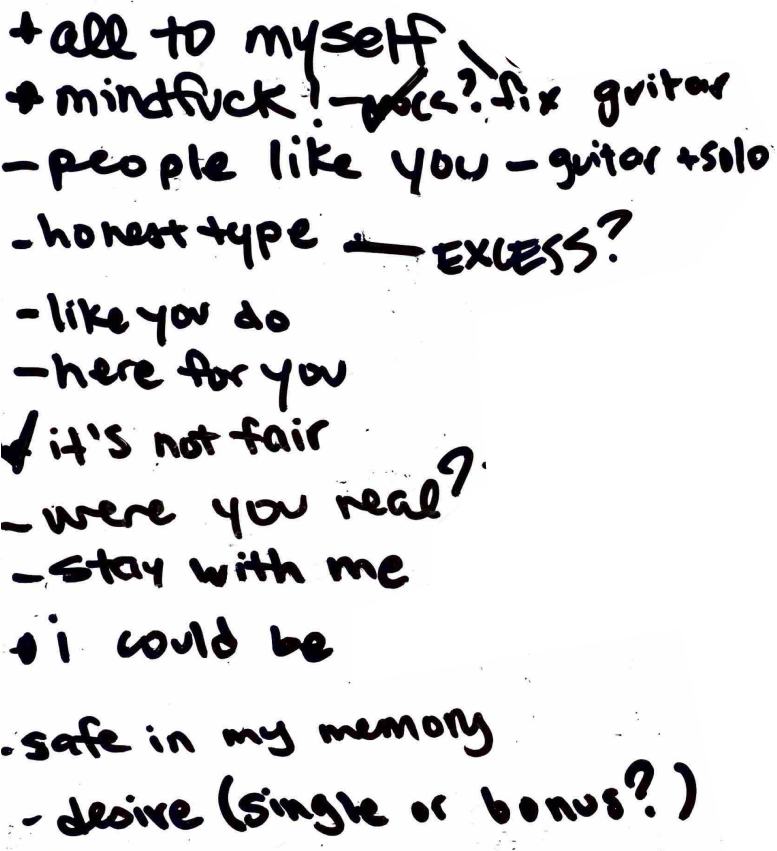 + all to myself
+ mindfuck! - vocs? fix guitar
- people like you - guitar + solo
- honest type — EXCESS?
- like you do
- here for you
✓ it's not fair
- were you real?
- stay with me
• i could be
• safe in my memory
- desire (single or bonus?)